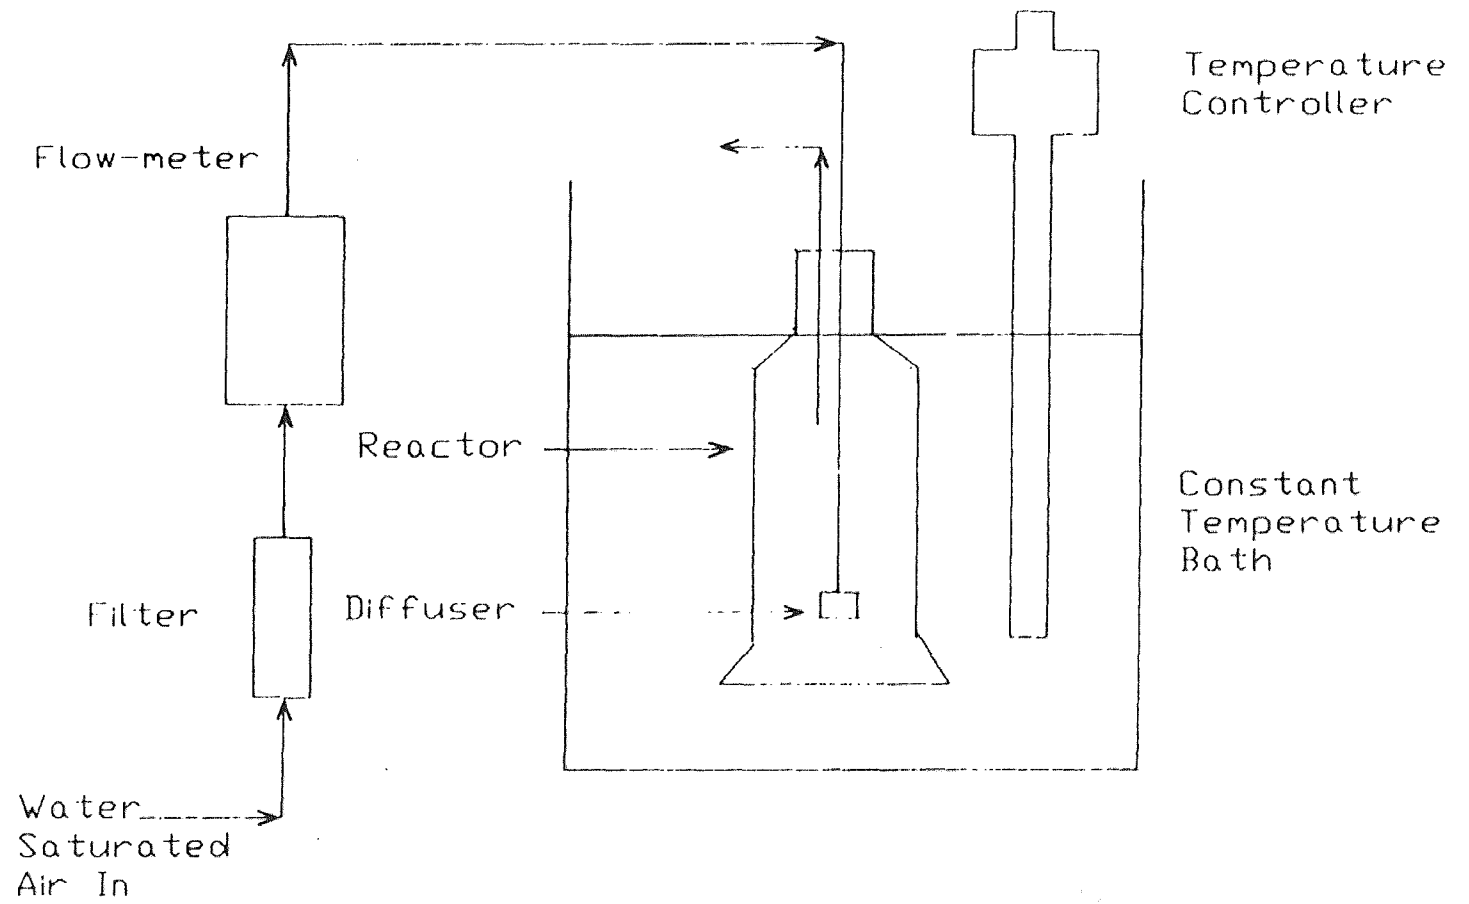 Temperature
Controller
Flow-meter
Reactor
Constant
Temperature
Bath
Filter
Diffuser
Water
Saturated
Air In